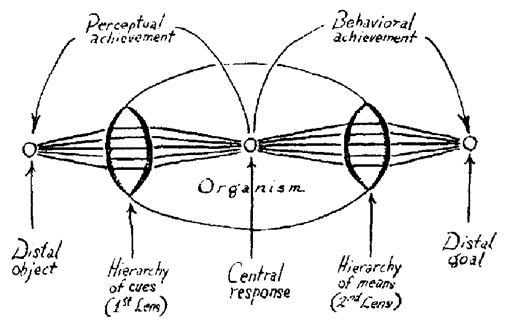 Perceptual
achievement
Behavioral
achievement
Organism
Distal
object
Hierarchy
of cues
(1st Lens)
Central
response
Hierarchy
of means
(2nd Lens)
Distal
goal